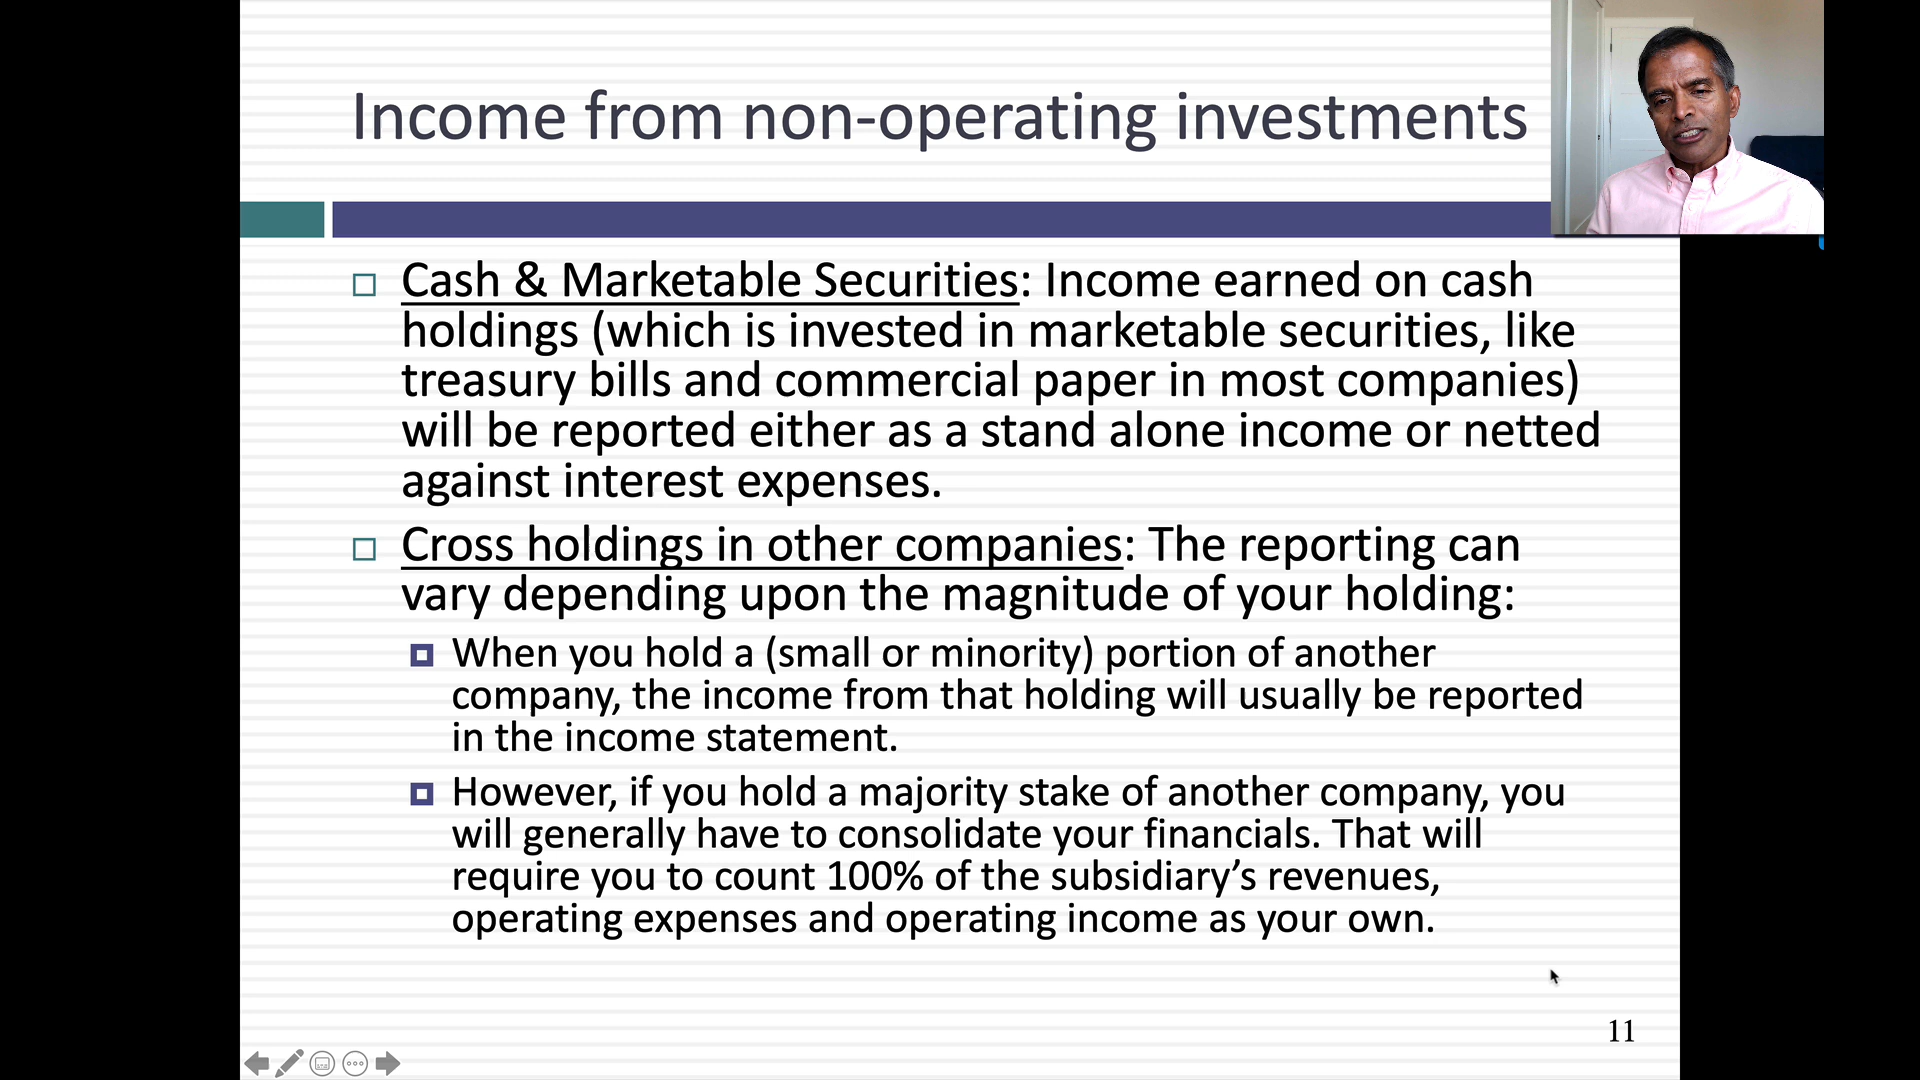 Income from non-operating investments
Cash & Marketable Securities: Income earned on cash
holdings (which is invested in marketable securities, like
treasury bills and commercial paper in most companies)
will be reported either as a stand alone income or netted
against interest expenses.
Cross holdings in other companies: The reporting can
vary depending upon the magnitude of your holding:
When you hold a (small or minority) portion of another
company, the income from that holding will usually be reported
in the income statement.
However, if you hold a majority stake of another company, you
will generally have to consolidate your financials. That will
require you to count 100% of the subsidiary’s revenues,
operating expenses and operating income as your own.
11